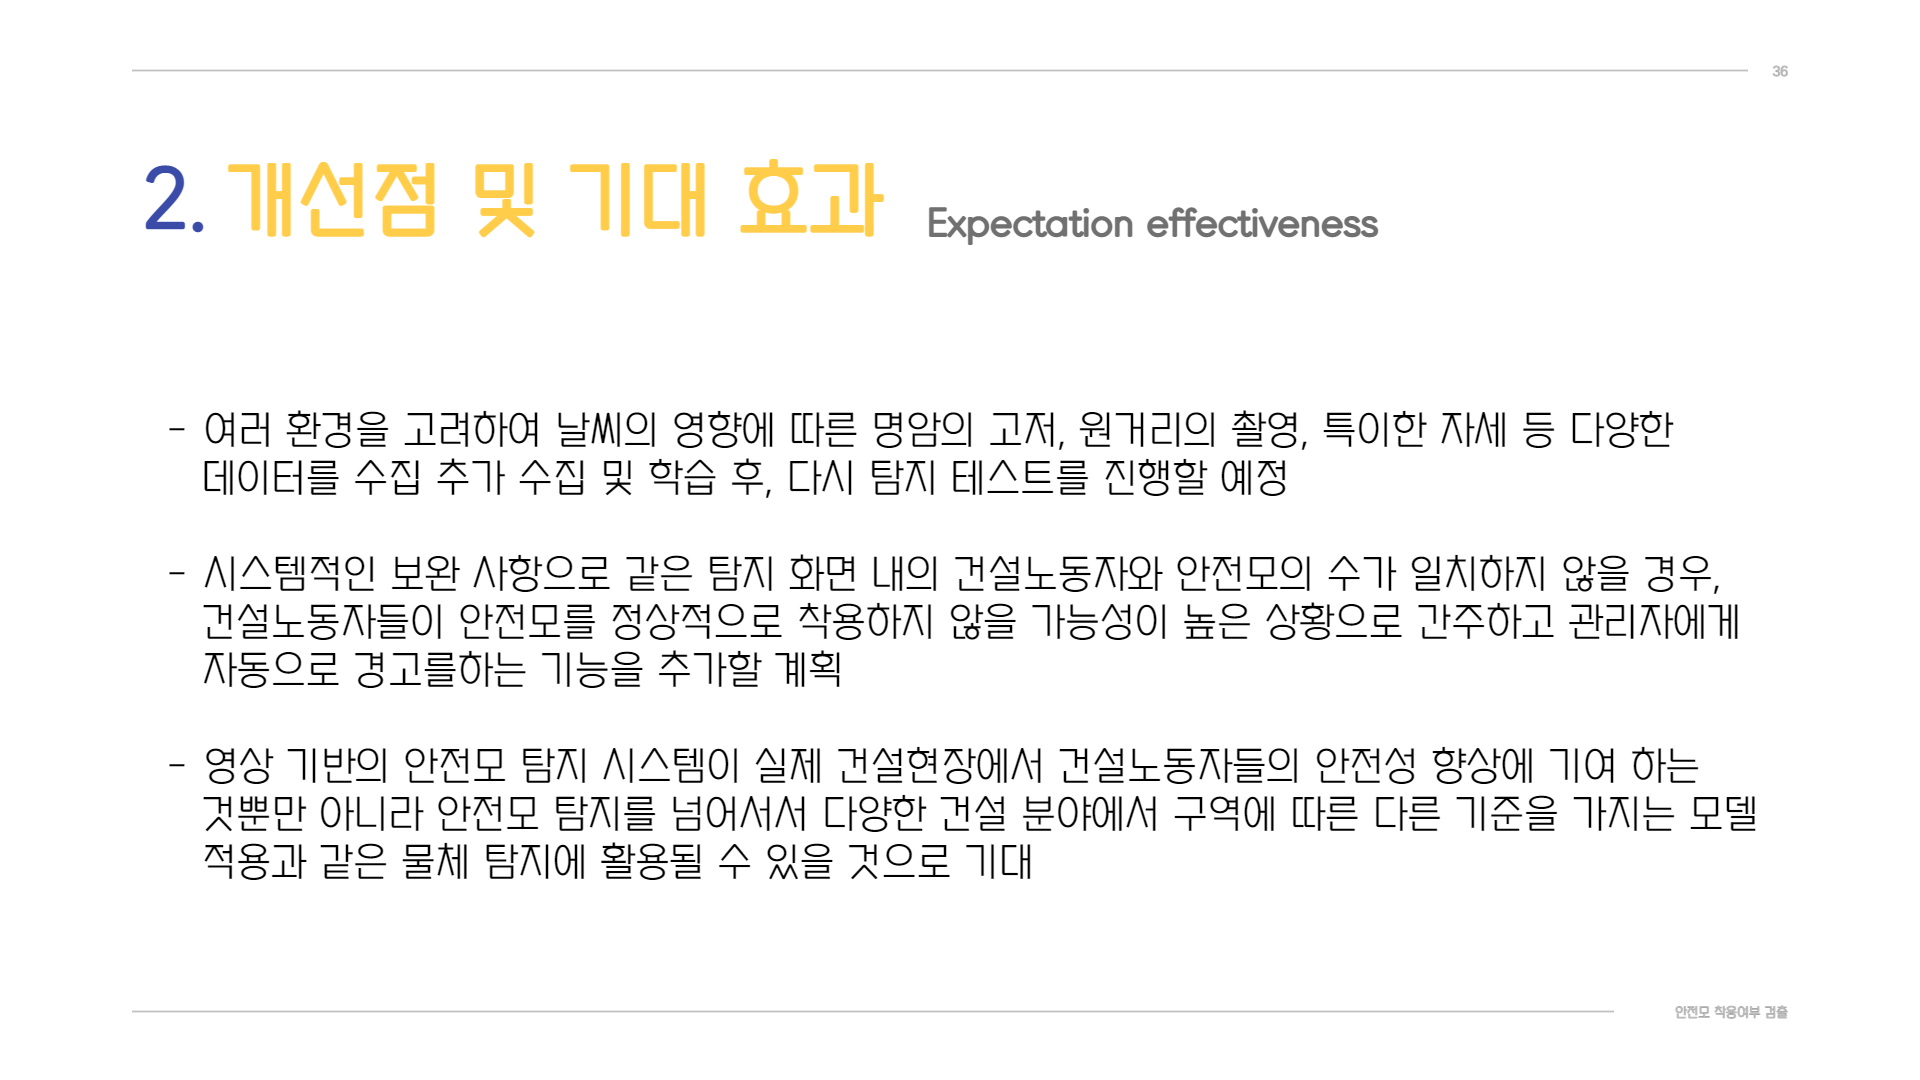 36
2. 개선점 및 기대 효과 Expectation effectiveness
- 여러 환경을 고려하여 날씨의 영향에 따른 명암의 고저, 원거리의 촬영, 특이한 자세 등 다양한
데이터를 수집 추가 수집 및 학습 후, 다시 탐지 테스트를 진행할 예정
- 시스템적인 보완 사항으로 같은 탐지 화면 내의 건설노동자와 안전모의 수가 일치하지 않을 경우,
건설노동자들이 안전모를 정상적으로 착용하지 않을 가능성이 높은 상황으로 간주하고 관리자에게
자동으로 경고를하는 기능을 추가할 계획
- 영상 기반의 안전모 탐지 시스템이 실제 건설현장에서 건설노동자들의 안전성 향상에 기여 하는
것뿐만 아니라 안전모 탐지를 넘어서서 다양한 건설 분야에서 구역에 따른 다른 기준을 가지는 모델
적용과 같은 물체 탐지에 활용될 수 있을 것으로 기대
안전모 착용여부 검출